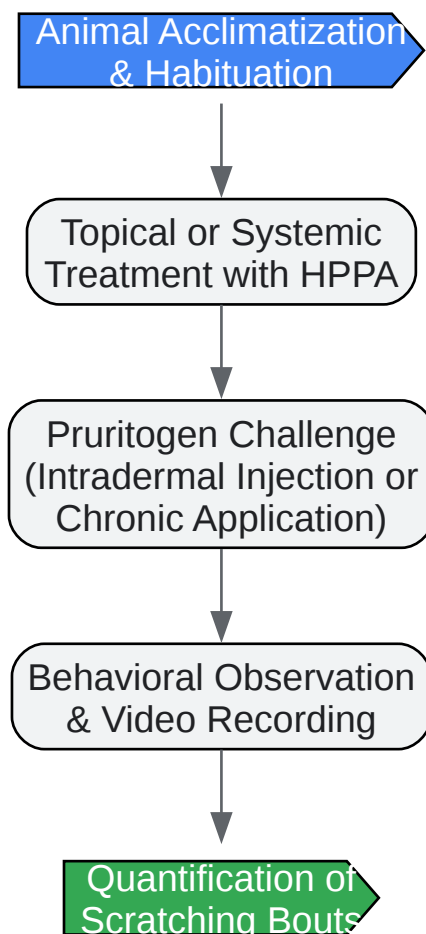 Animal Acclimatization
& Habituation
Topical or Systemic
Treatment with HPPA
Pruritogen Challenge
(Intradermal Injection or
Chronic Application)
Behavioral Observation
& Video Recording
Quantification of
Scratching Bouts